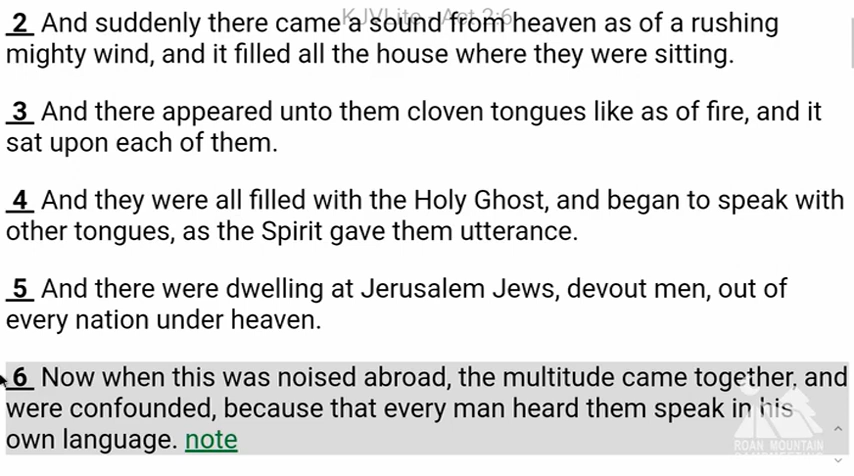 KJVLite - Act 2:6
2 And suddenly there came a sound from heaven as of a rushing
mighty wind, and it filled all the house where they were sitting.
3 And there appeared unto them cloven tongues like as of fire, and it
sat upon each of them.
4 And they were all filled with the Holy Ghost, and began to speak with
other tongues, as the Spirit gave them utterance.
5 And there were dwelling at Jerusalem Jews, devout men, out of
every nation under heaven.
6 Now when this was noised abroad, the multitude came together, and
were confounded, because that every man heard them speak in his
own language. note
ROAN MOUNTAIN